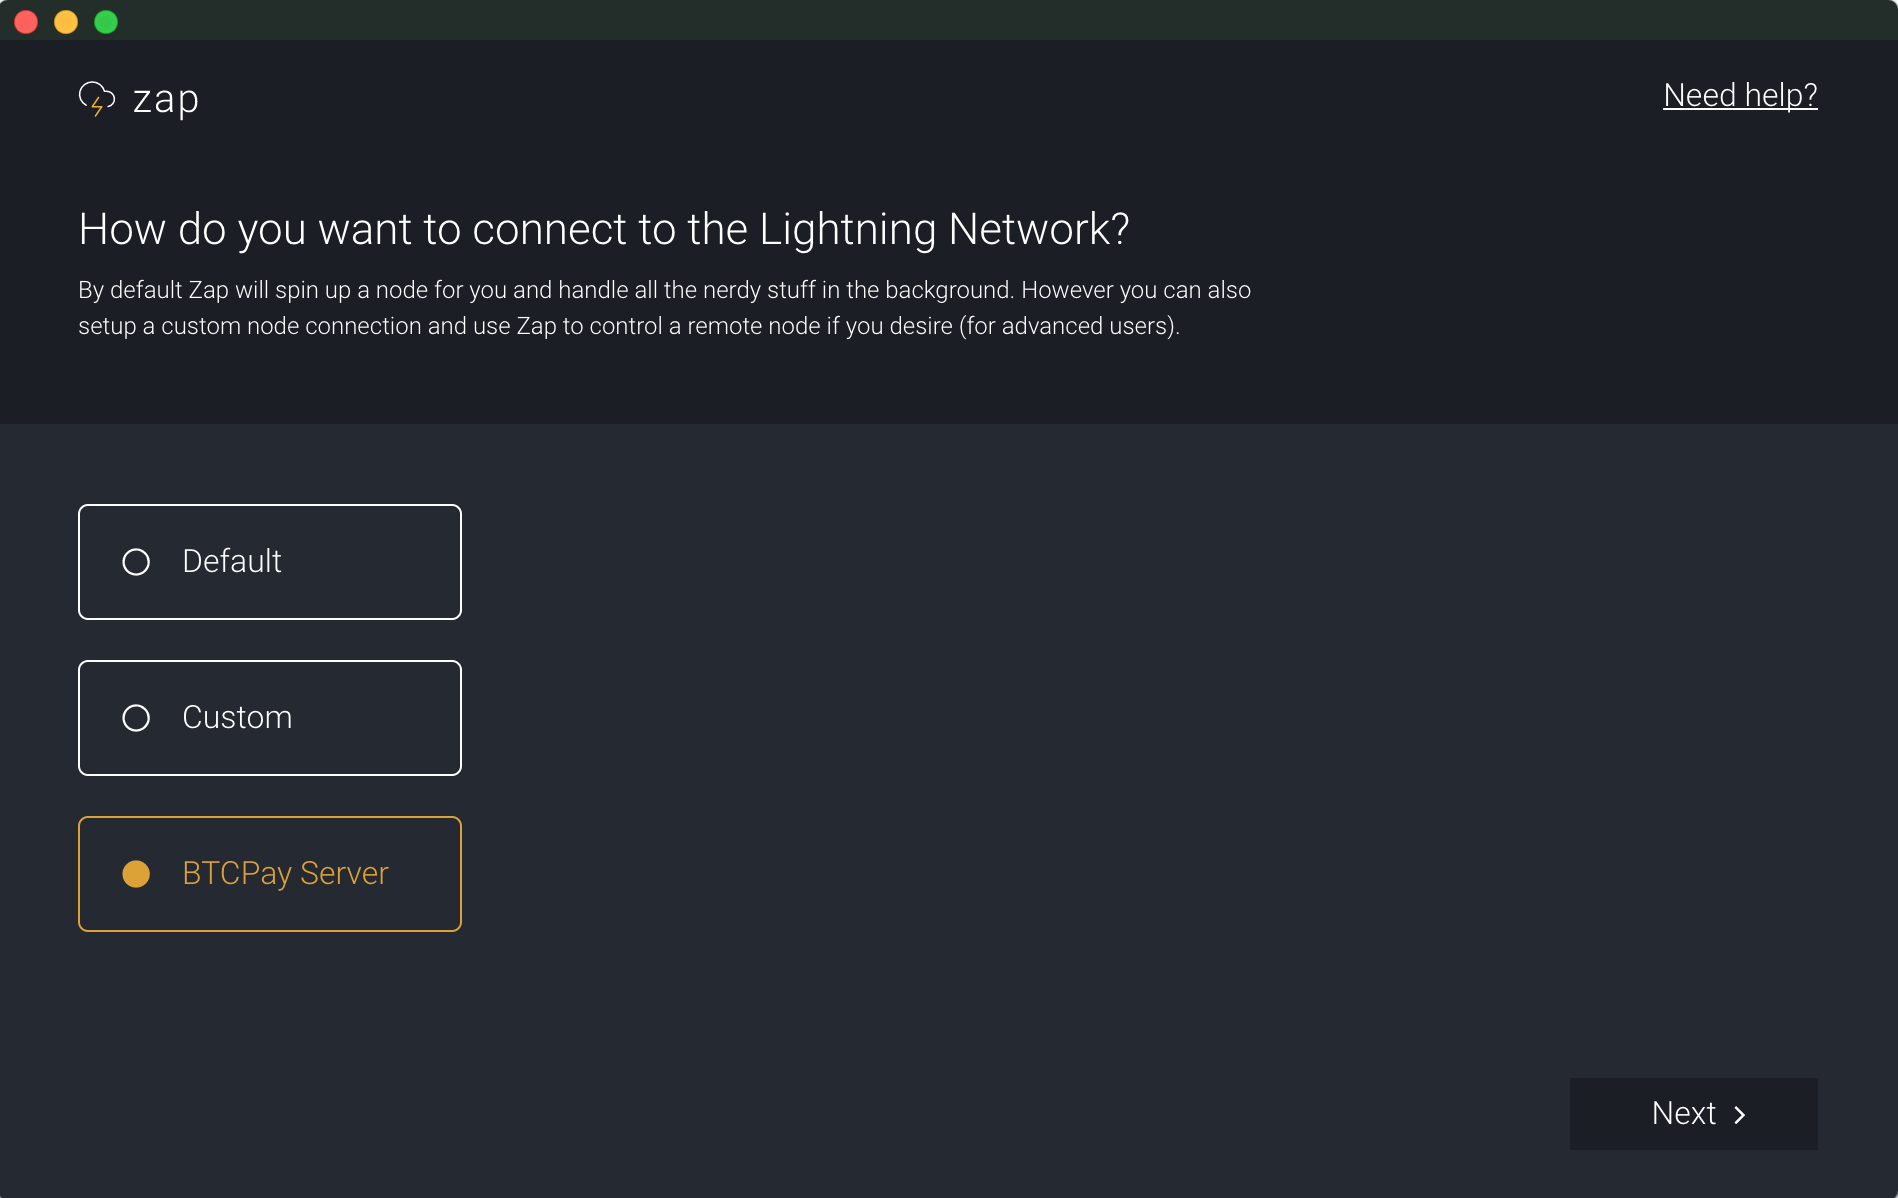 zap
Need help?
How do you want to connect to the Lightning Network?
By default Zap will spin up a node for you and handle all the nerdy stuff in the background. However you can also
setup a custom node connection and use Zap to control a remote node if you desire (for advanced users).
Default
Custom
BTCPay Server
Next